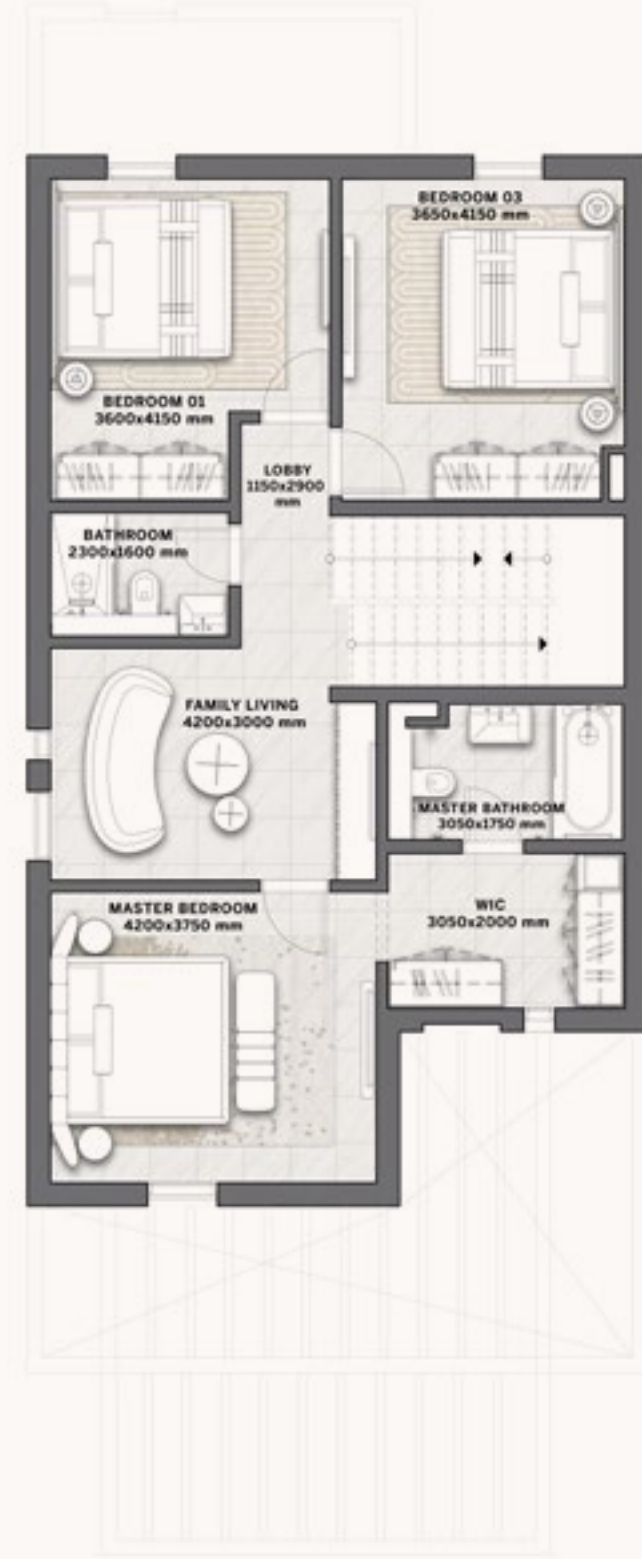 BEDROOM 03
3650x4150 mm
BEDROOM 01
3600x4150 mm
LOBBY
1150x2900
mm
BATHROOM
2300x1600 mm
FAMILY LIVING
4200x3000 mm
MASTER BATHROOM
3050x1750 mm
MASTER BEDROOM
4200x3750 mm
WIC
3050x2000 mm